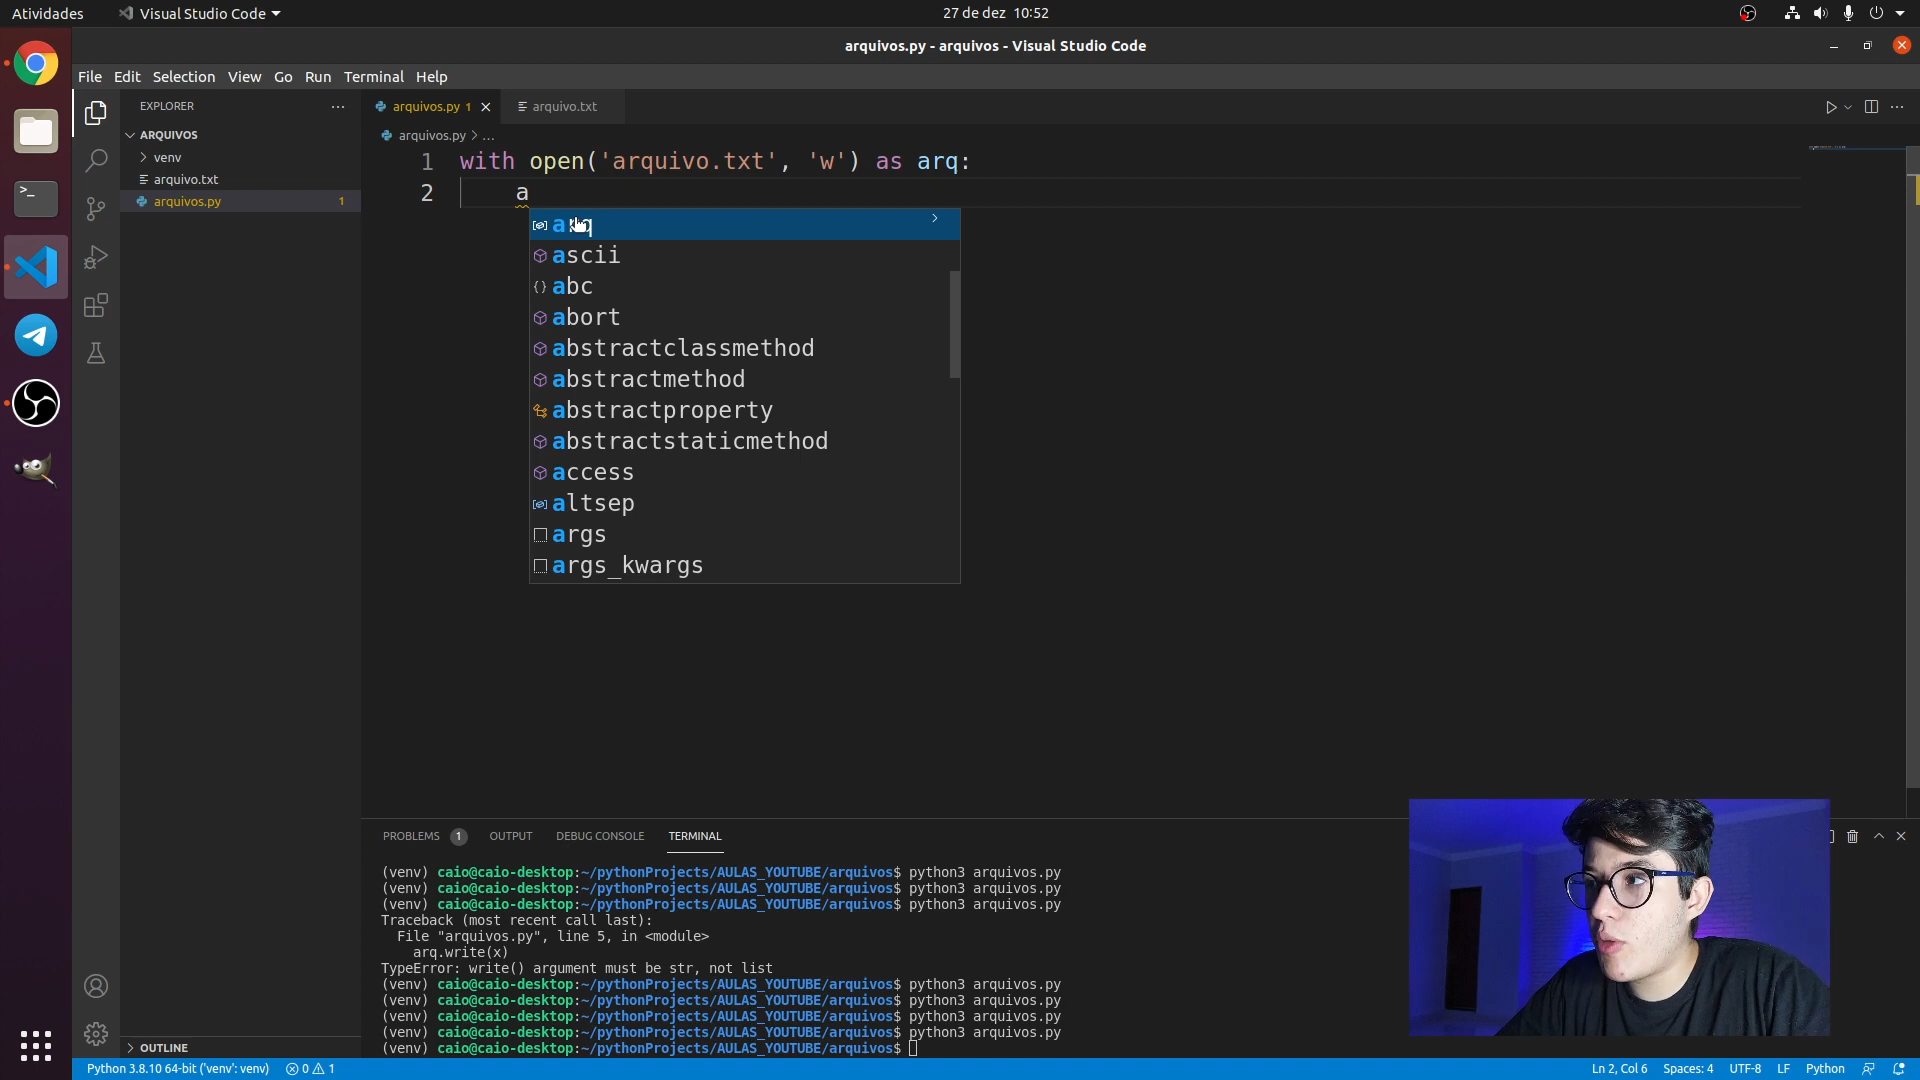 Atividades
Visual Studio Code
27 de dez 10:52
arquivos.py - arquivos - Visual Studio Code
File Edit Selection View Go Run Terminal Help
EXPLORER
ARQUIVOS
venv
arquivo.txt
arquivos.py 1
arquivos.py 1
arquivo.txt
arquivos.py > ...
1 with open('arquivo.txt', 'w') as arq:
2 a
arq
ascii
abc
abort
abstractclassmethod
abstractmethod
abstractproperty
abstractstaticmethod
access
altsep
args
args_kwargs
PROBLEMS 1 OUTPUT DEBUG CONSOLE TERMINAL
(venv) caio@caio-desktop:~/pythonProjects/AULAS_YOUTUBE/arquivos$ python3 arquivos.py
(venv) caio@caio-desktop:~/pythonProjects/AULAS_YOUTUBE/arquivos$ python3 arquivos.py
(venv) caio@caio-desktop:~/pythonProjects/AULAS_YOUTUBE/arquivos$ python3 arquivos.py
Traceback (most recent call last):
File "arquivos.py", line 5, in <module>
arq.write(x)
TypeError: write() argument must be str, not list
(venv) caio@caio-desktop:~/pythonProjects/AULAS_YOUTUBE/arquivos$ python3 arquivos.py
(venv) caio@caio-desktop:~/pythonProjects/AULAS_YOUTUBE/arquivos$ python3 arquivos.py
(venv) caio@caio-desktop:~/pythonProjects/AULAS_YOUTUBE/arquivos$ python3 arquivos.py
(venv) caio@caio-desktop:~/pythonProjects/AULAS_YOUTUBE/arquivos$ python3 arquivos.py
(venv) caio@caio-desktop:~/pythonProjects/AULAS_YOUTUBE/arquivos$
OUTLINE
Python 3.8.10 64-bit ('venv': venv) 0 1
Ln 2, Col 6 Spaces: 4 UTF-8 LF Python